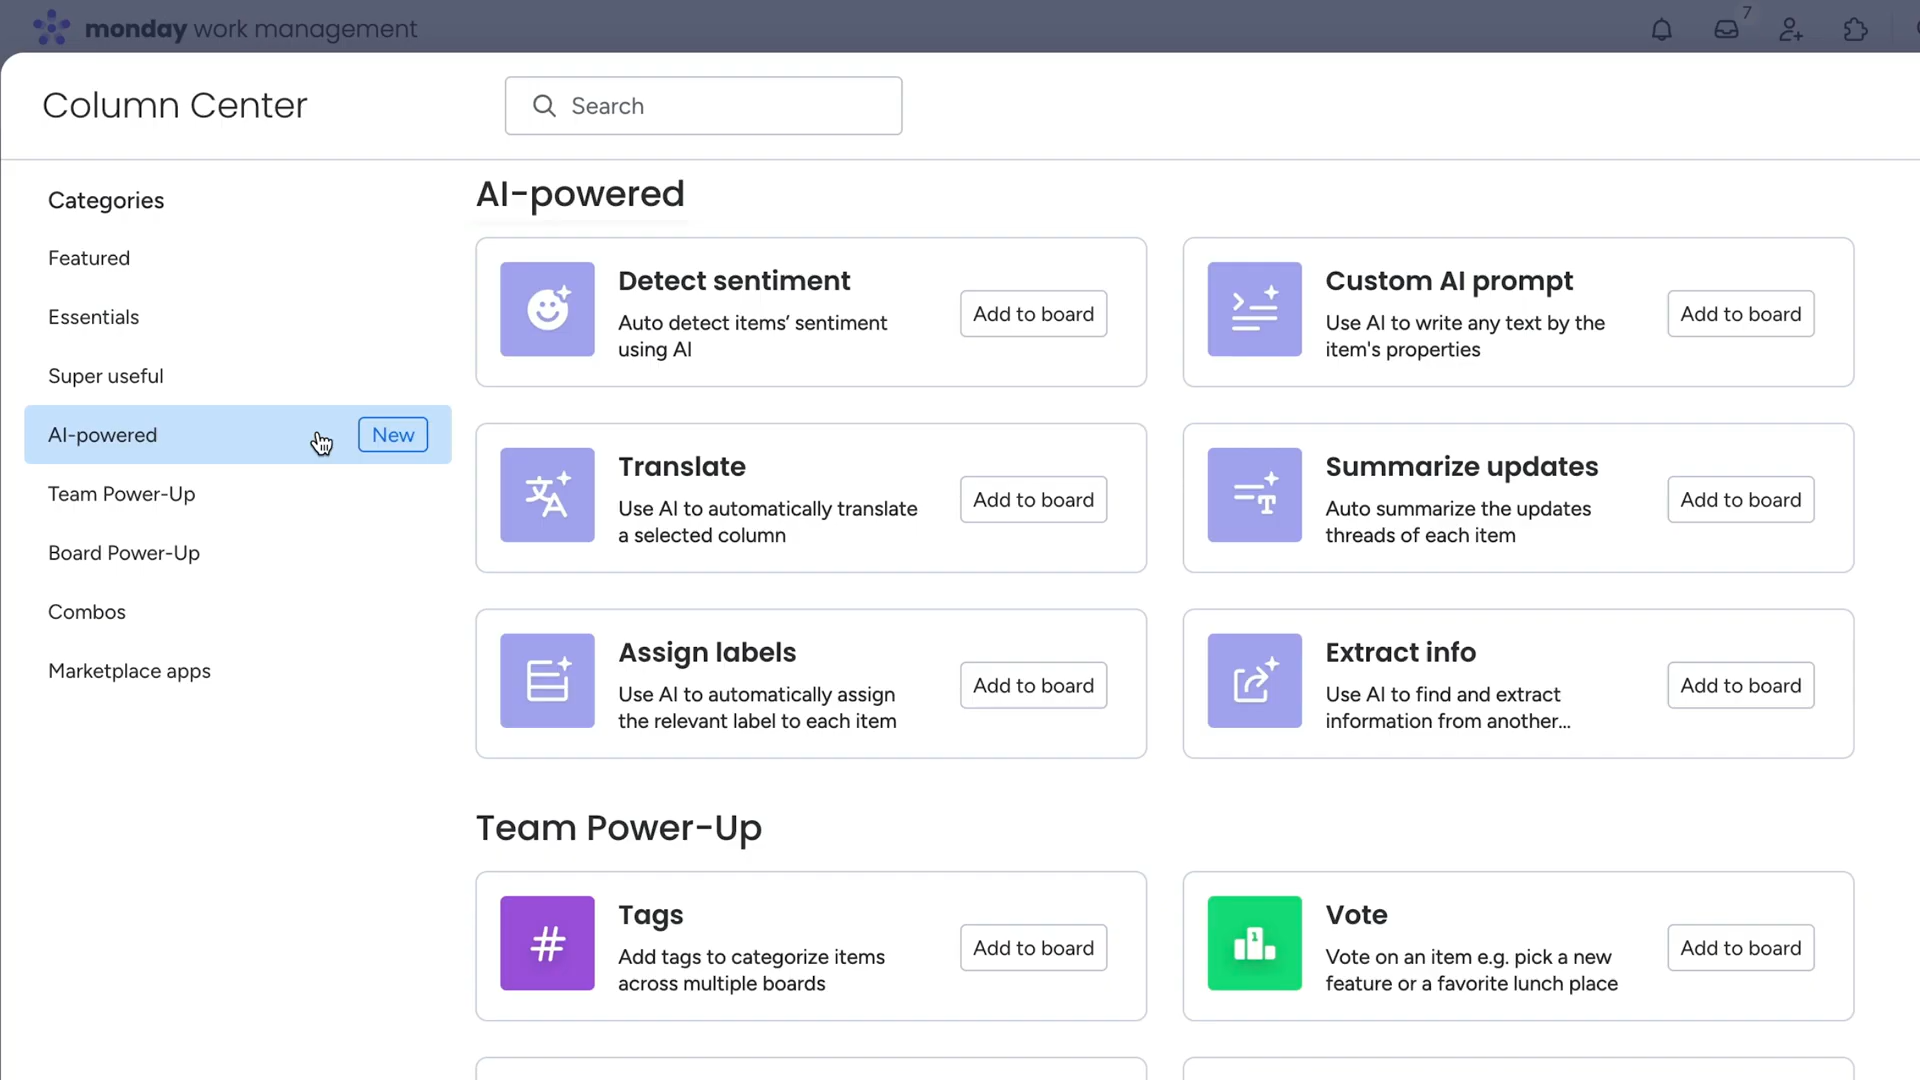 monday work management
7
Column Center
Search
Categories
Featured
Essentials
Super useful
AI-powered
New
Team Power-Up
Board Power-Up
Combos
Marketplace apps
AI-powered
Detect sentiment
Auto detect items’ sentiment
using AI
Add to board
Custom AI prompt
Use AI to write any text by the
item's properties
Add to board
Translate
Use AI to automatically translate
a selected column
Add to board
Summarize updates
Auto summarize the updates
threads of each item
Add to board
Assign labels
Use AI to automatically assign
the relevant label to each item
Add to board
Extract info
Use AI to find and extract
information from another...
Add to board
Team Power-Up
Tags
Add tags to categorize items
across multiple boards
Add to board
1
Vote
Vote on an item e.g. pick a new
feature or a favorite lunch place
Add to board